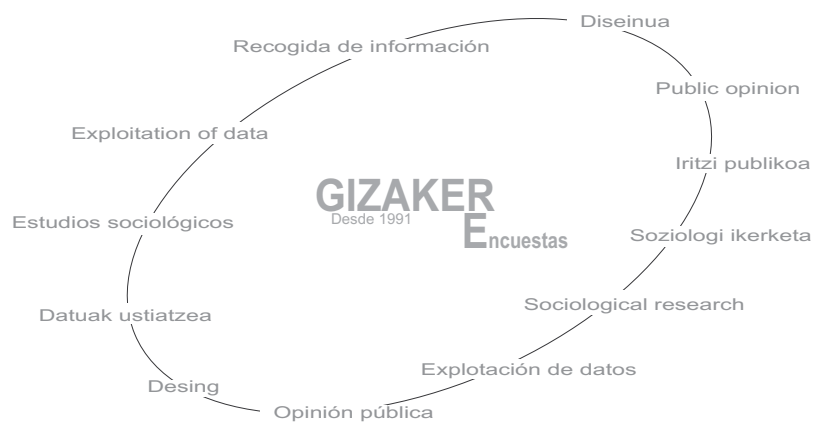 Diseinua
Recogida de información
Public opinion
Exploitation of data
Iritzi publikoa
GIZAKER
Desde 1991
Encuestas
Estudios sociológicos
Soziologi ikerketa
Sociological research
Datuak ustiatzea
Explotación de datos
Desing
Opinión pública